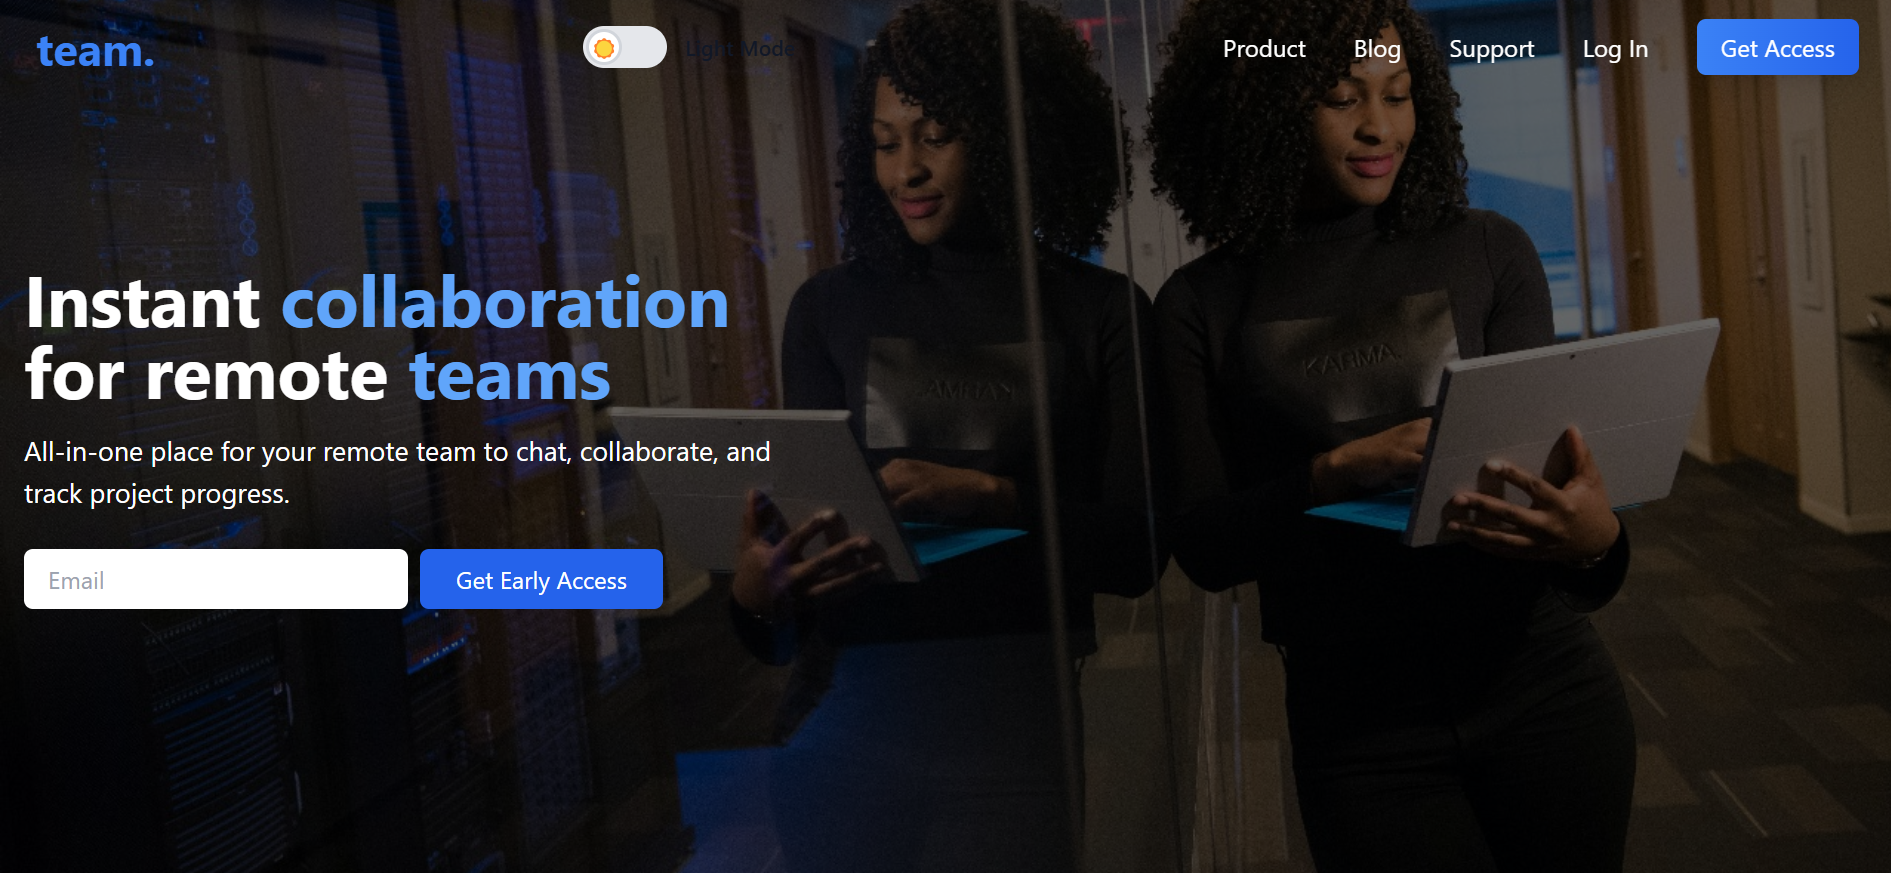 team.
Light Mode
Product
Blog
Support
Log In
Get Access
Instant collaboration
for remote teams
All-in-one place for your remote team to chat, collaborate, and
track project progress.
Email
Get Early Access
KARMA.